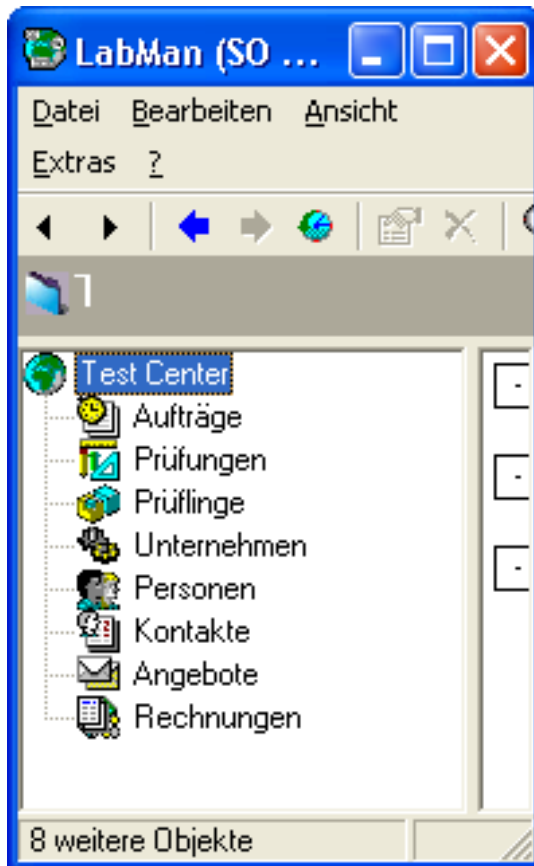 LabMan (SO ...
Datei Bearbeiten Ansicht
Extras ?
Test Center
Aufträge
Prüfungen
Prüflinge
Unternehmen
Personen
Kontakte
Angebote
Rechnungen
8 weitere Objekte